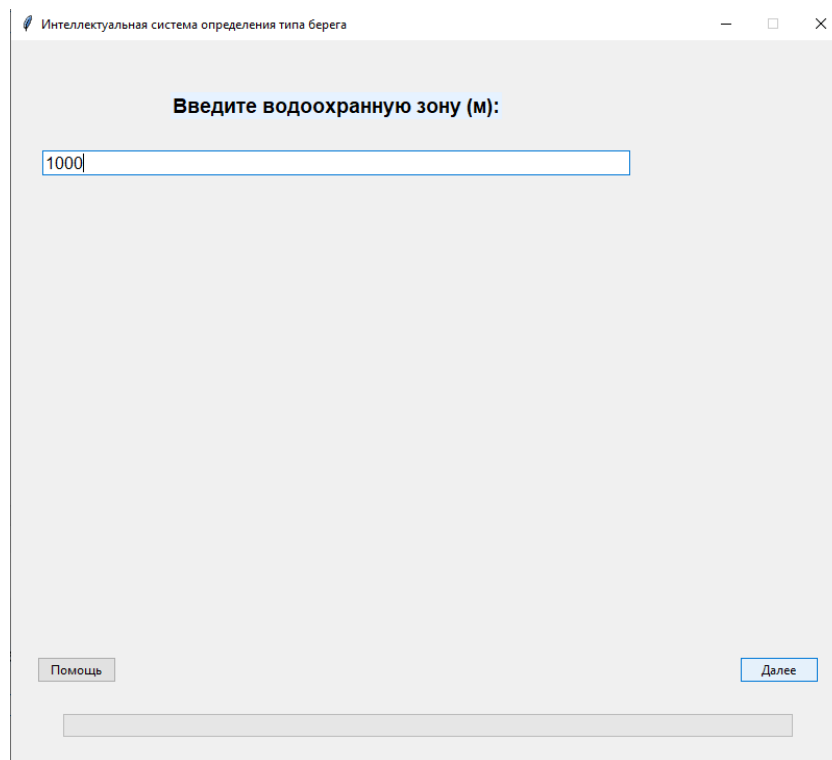 Интеллектуальная система определения типа берега
Введите водоохранную зону (м):
1000
Помощь
Далее